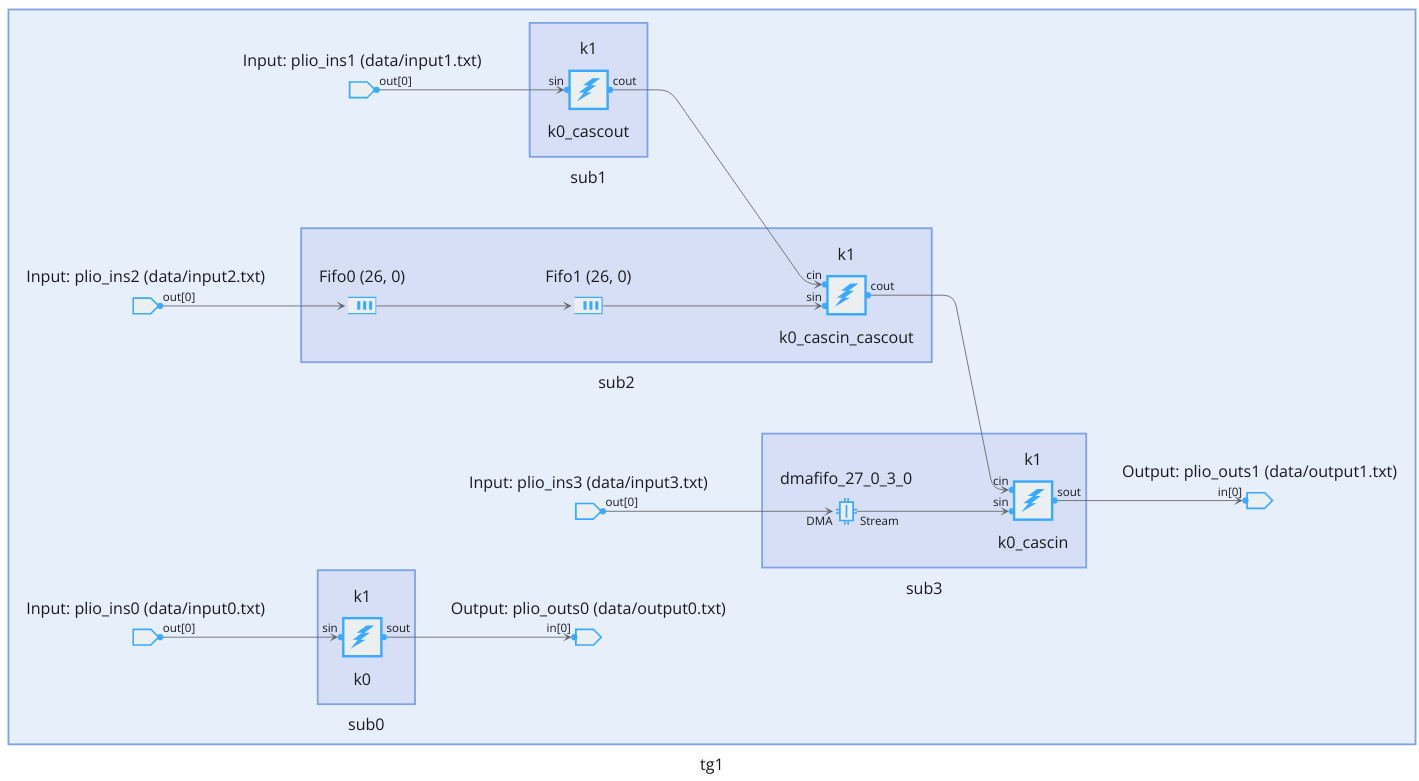 k1
Input: plio_ins1 (data/input1.txt)
out[0]
sin
cout
k0_cascout
sub1
k1
Input: plio_ins2 (data/input2.txt)
Fifo0 (26, 0)
Fifo1 (26, 0)
cin
out[0]
sin
cout
k0_cascin_cascout
sub2
k1
Input: plio_ins3 (data/input3.txt)
dmafifo_27_0_3_0
Output: plio_outs1 (data/output1.txt)
cin
out[0]
sin
sout
in[0]
DMA
Stream
k0_cascin
sub3
k1
Input: plio_ins0 (data/input0.txt)
Output: plio_outs0 (data/output0.txt)
out[0]
sin
sout
in[0]
k0
sub0
tg1